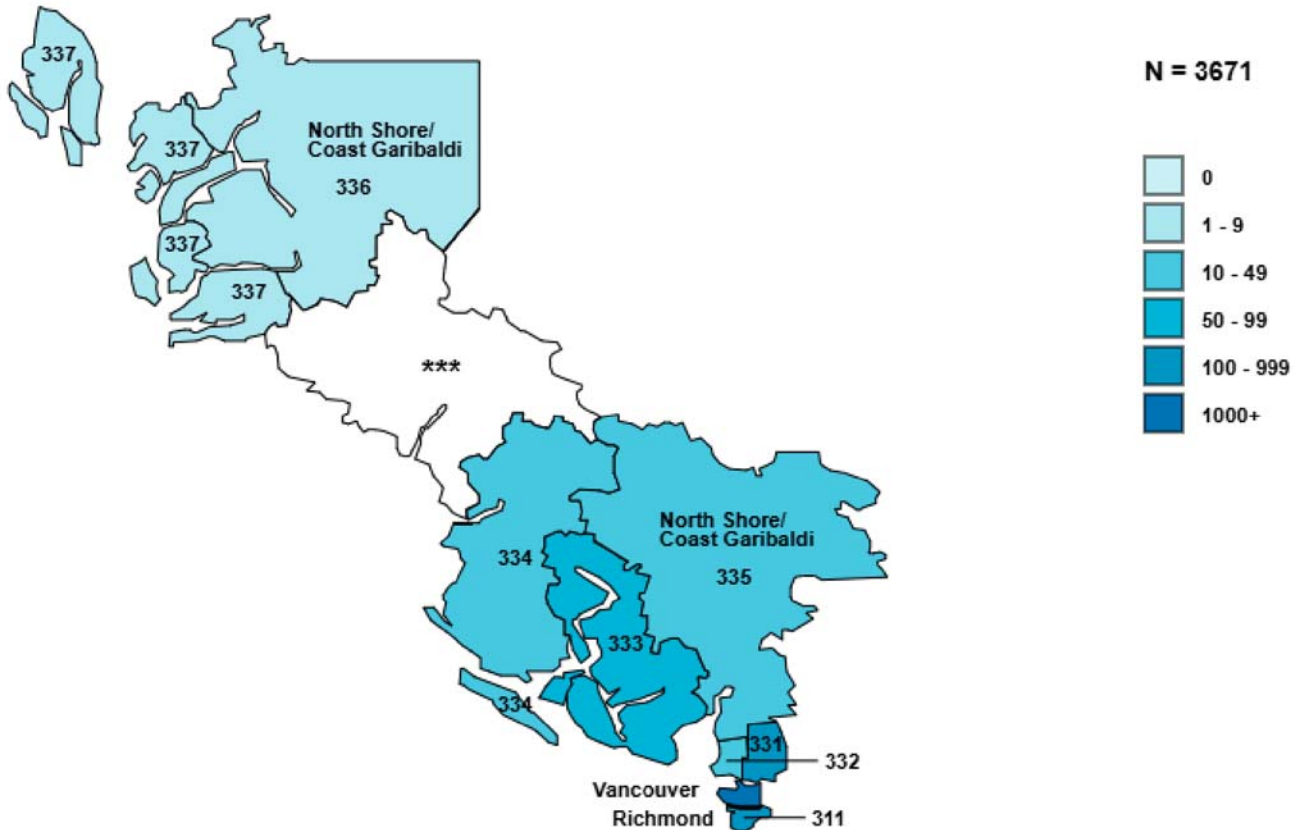 337
N = 3671
337
North Shore/
Coast Garibaldi
336
337
337
0
1 - 9
10 - 49
50 - 99
100 - 999
1000+
***
334
North Shore/
Coast Garibaldi
335
333
334
331
332
Vancouver
Richmond
311